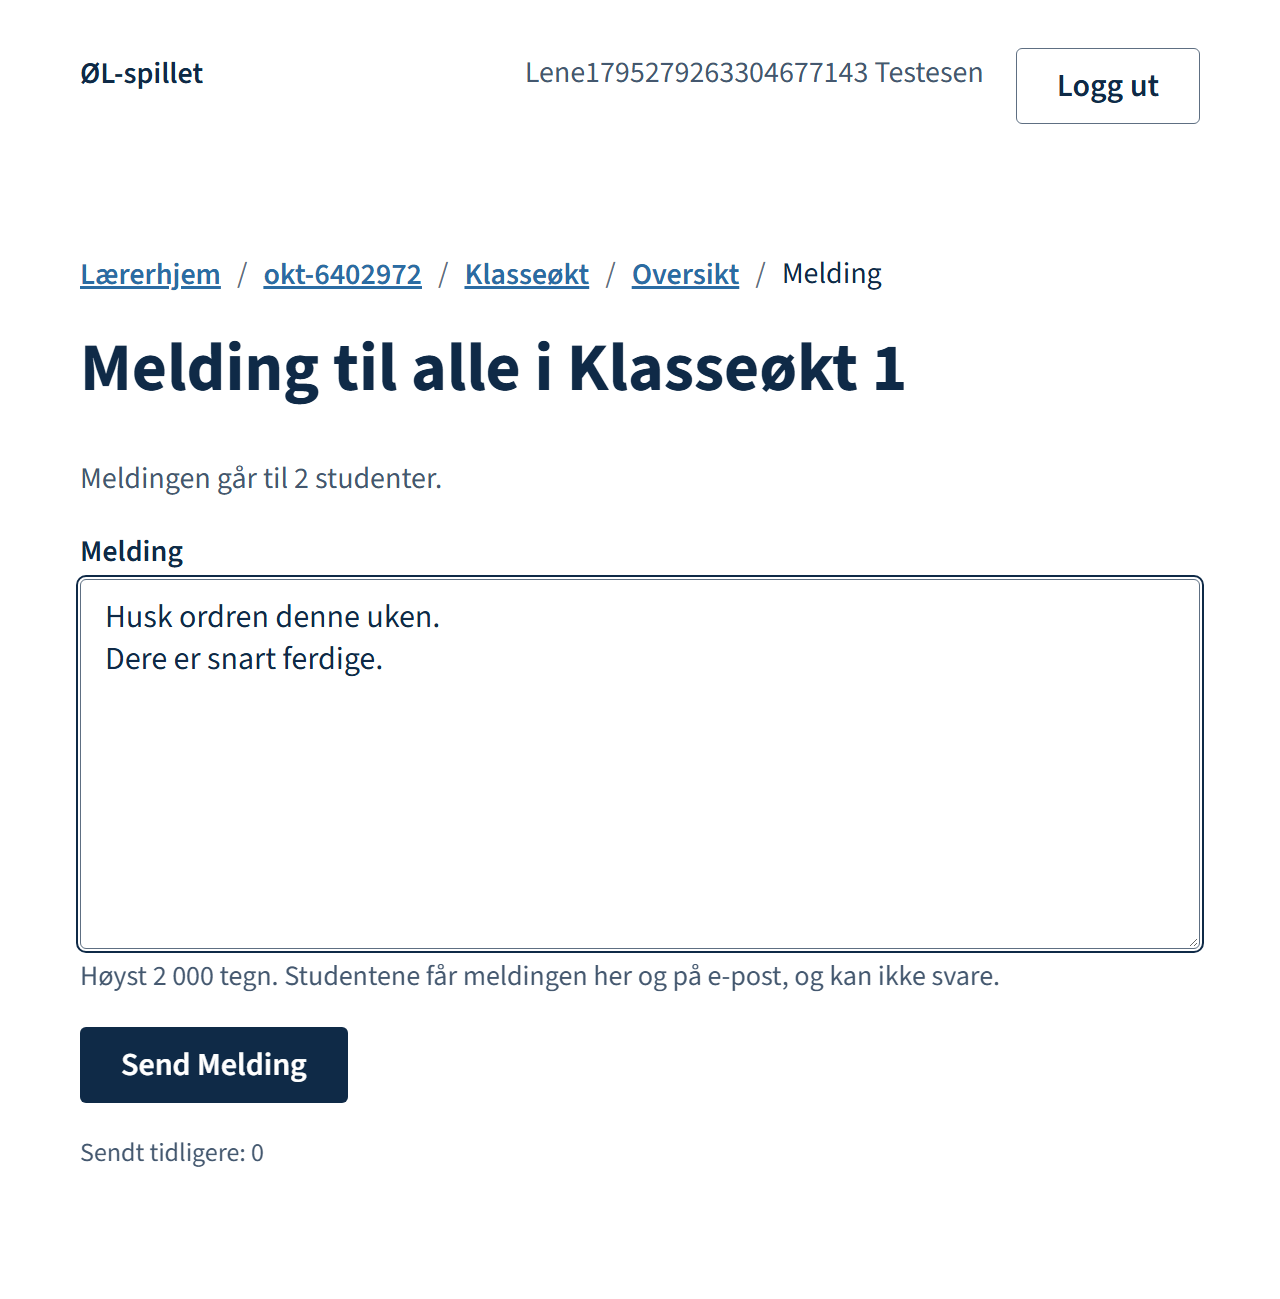 ØL-spillet
Lene1795279263304677143 Testesen
Logg ut
Lærerhjem / okt-6402972 / Klasseøkt / Oversikt / Melding
Melding til alle i Klasseøkt 1
Meldingen går til 2 studenter.
Melding
Husk ordren denne uken.
Dere er snart ferdige.
Høyst 2 000 tegn. Studentene får meldingen her og på e-post, og kan ikke svare.
Send Melding
Sendt tidligere: 0